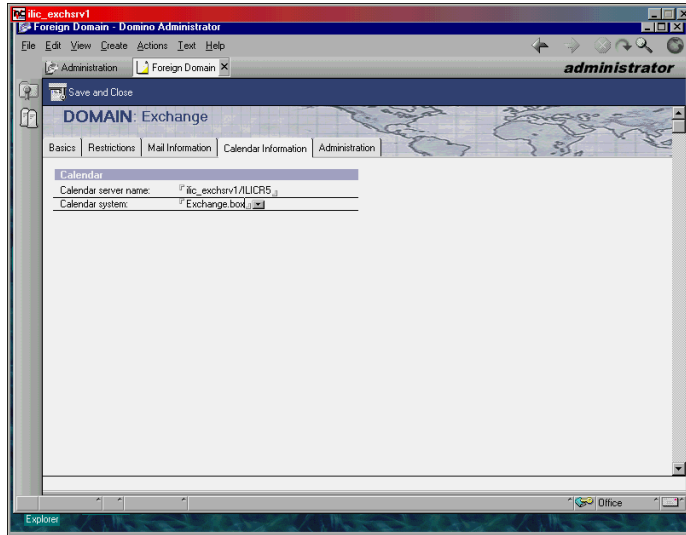 ilic_exchsrv1
Foreign Domain - Domino Administrator
File Edit View Create Actions Text Help
Administration Foreign Domain
administrator
Save and Close
DOMAIN: Exchange
Basics Restrictions Mail Information Calendar Information Administration
Calendar
Calendar server name: ilic_exchsrv1/ILICR5
Calendar system: Exchange.box
Office
Explorer